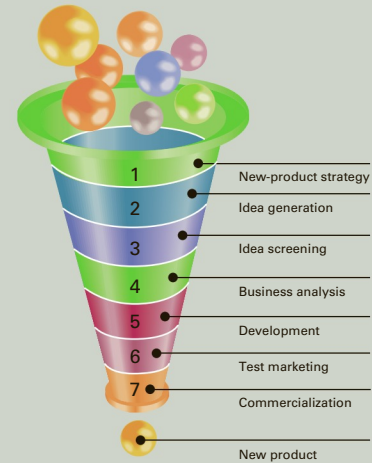 1
New-product strategy
2
Idea generation
3
Idea screening
4
Business analysis
5
Development
6
Test marketing
7
Commercialization
New product